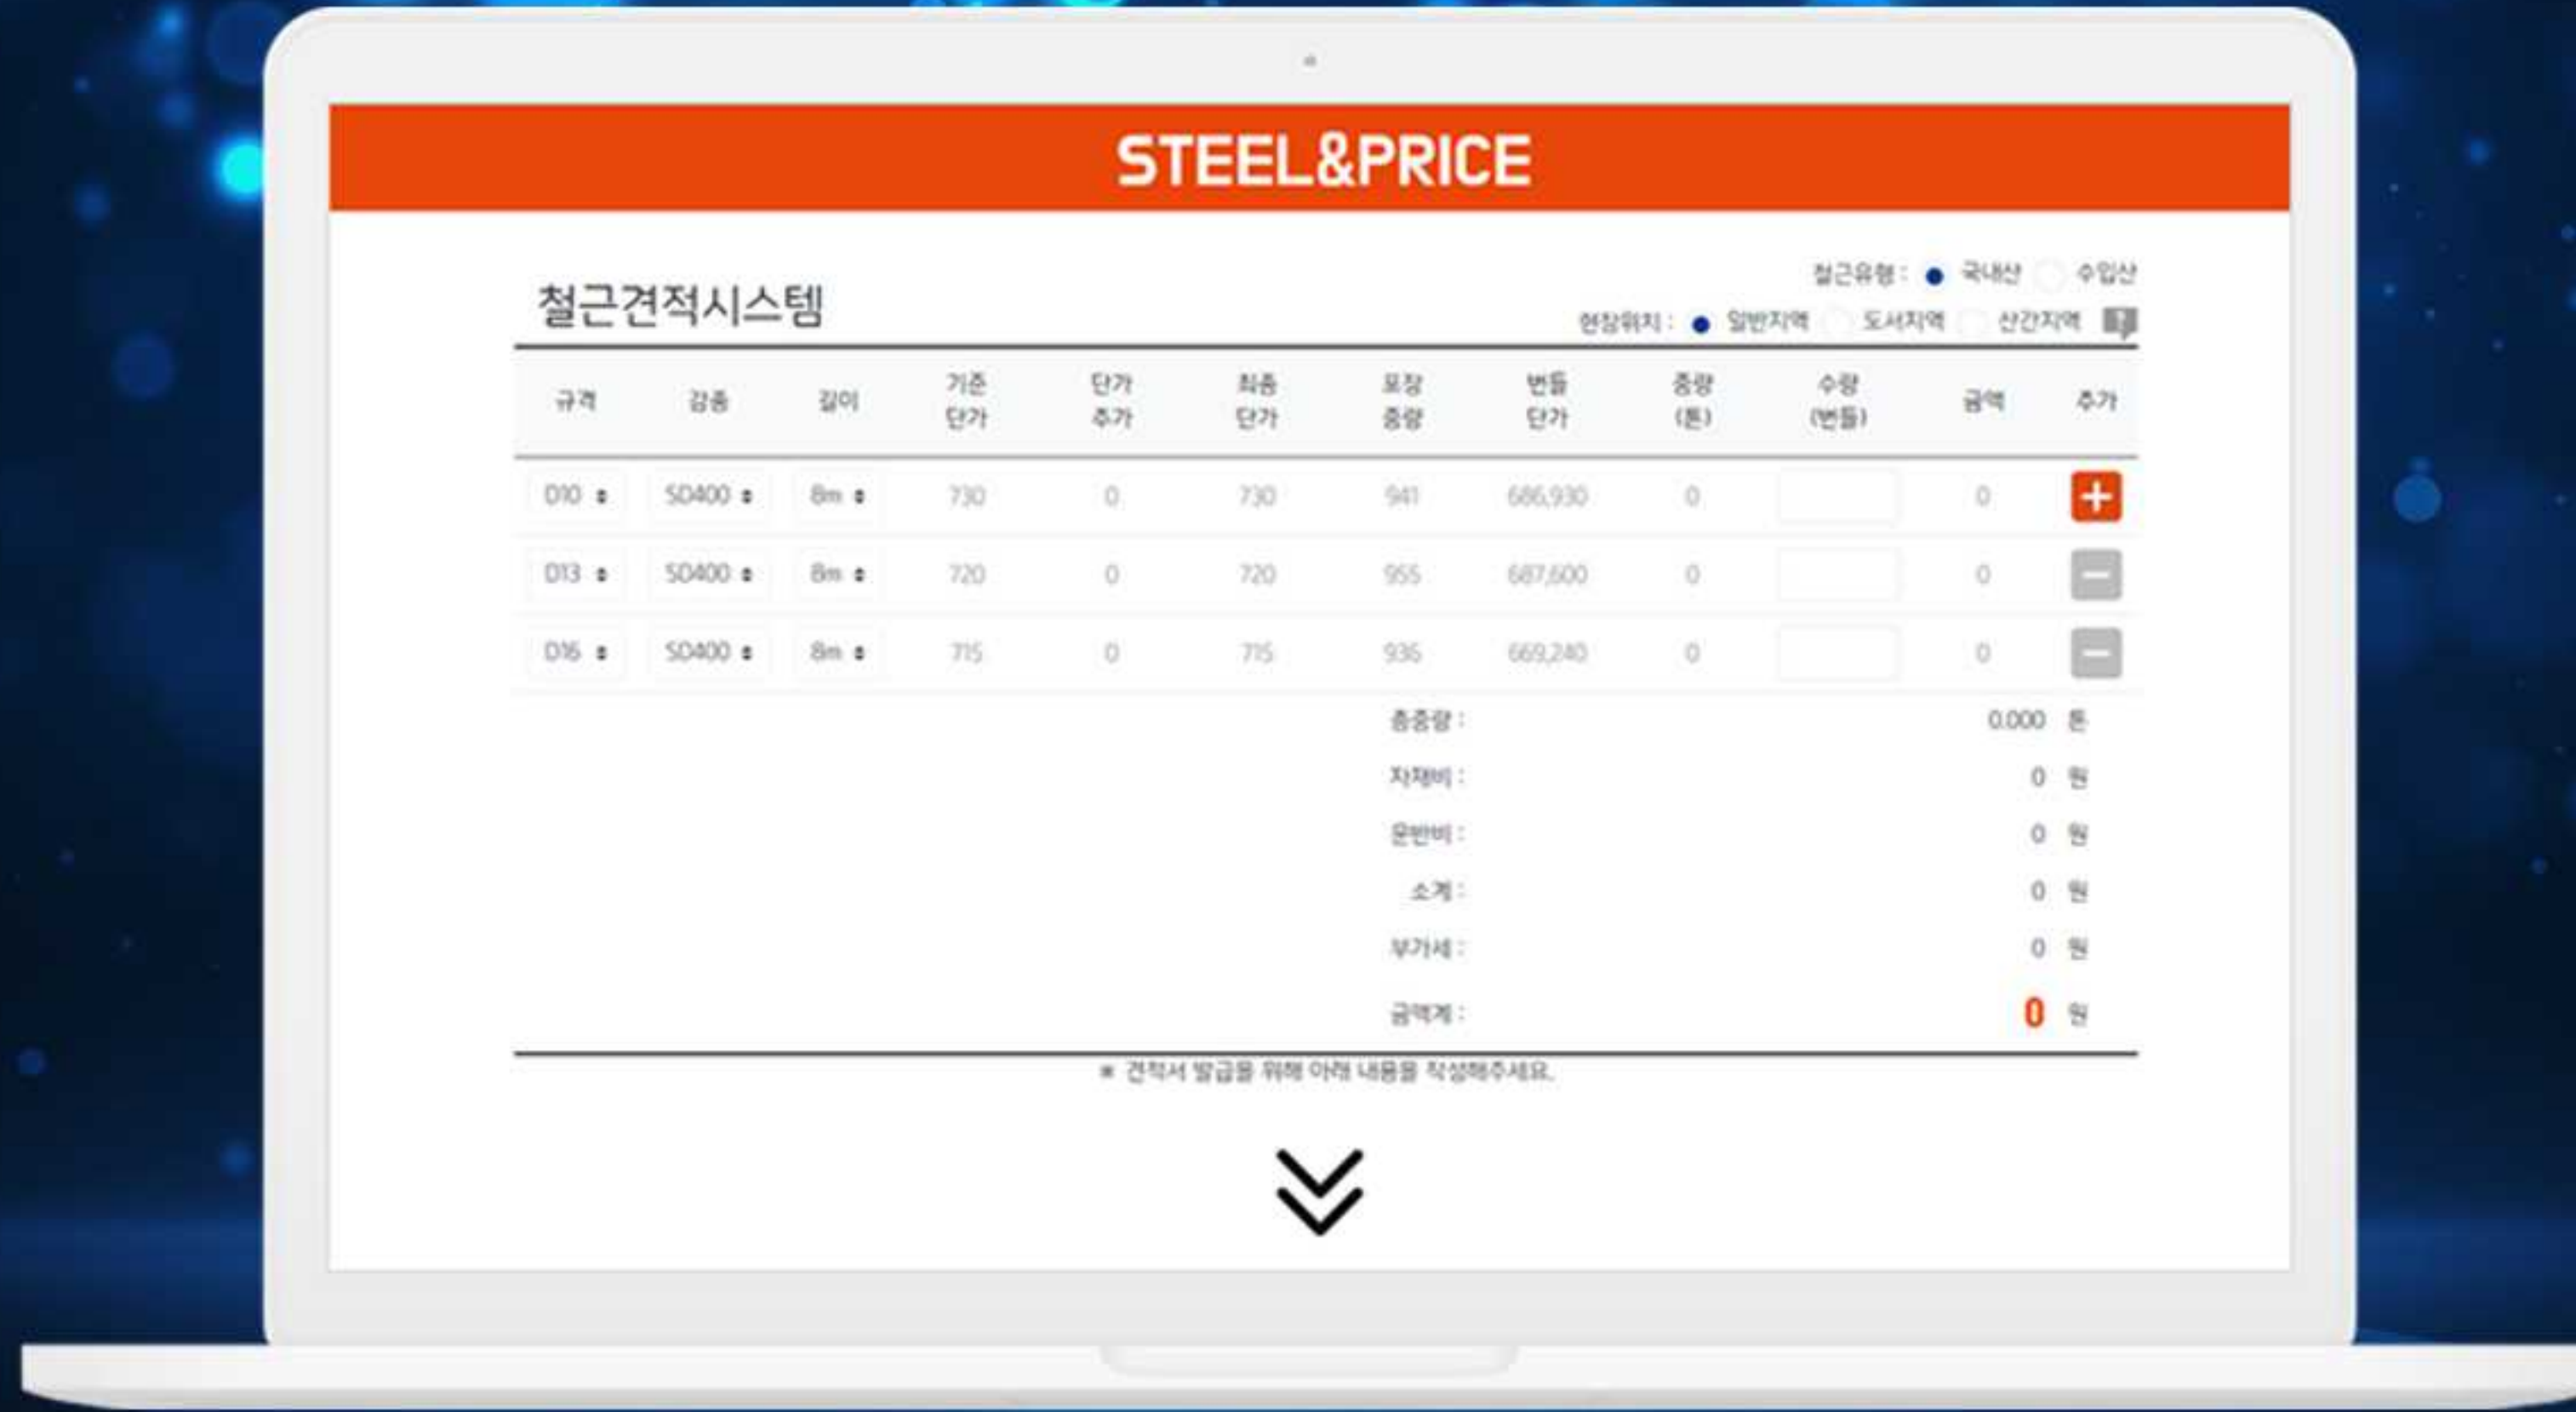 STEEL&PRICE
철근견적시스템
철근유형 : 국내산 수입산
현장위치 : 일반지역 도서지역 산간지역 ?
규격 강종 길이 기준 단가 단가 추가 최종 단가 포장 중량 번들 단가 중량 (톤) 수량 (번들) 금액 추가
D10 SD400 8m 730 0 730 941 686,930 0 0 +
D13 SD400 8m 720 0 720 955 687,600 0 0 −
D16 SD400 8m 715 0 715 936 669,240 0 0 −
총중량 : 0.000 톤
자재비 : 0 원
운반비 : 0 원
소계 : 0 원
부가세 : 0 원
금액계 : 0 원
※ 견적서 발급을 위해 아래 내용을 작성해주세요.